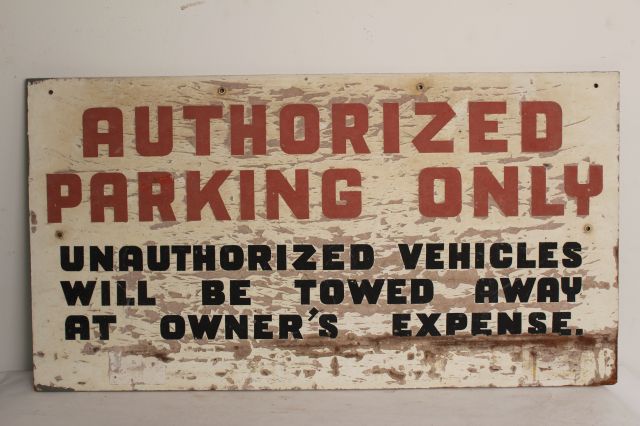 AUTHORIZED
PARKING ONLY
UNAUTHORIZED VEHICLES
WILL BE TOWED AWAY
AT OWNER'S EXPENSE.